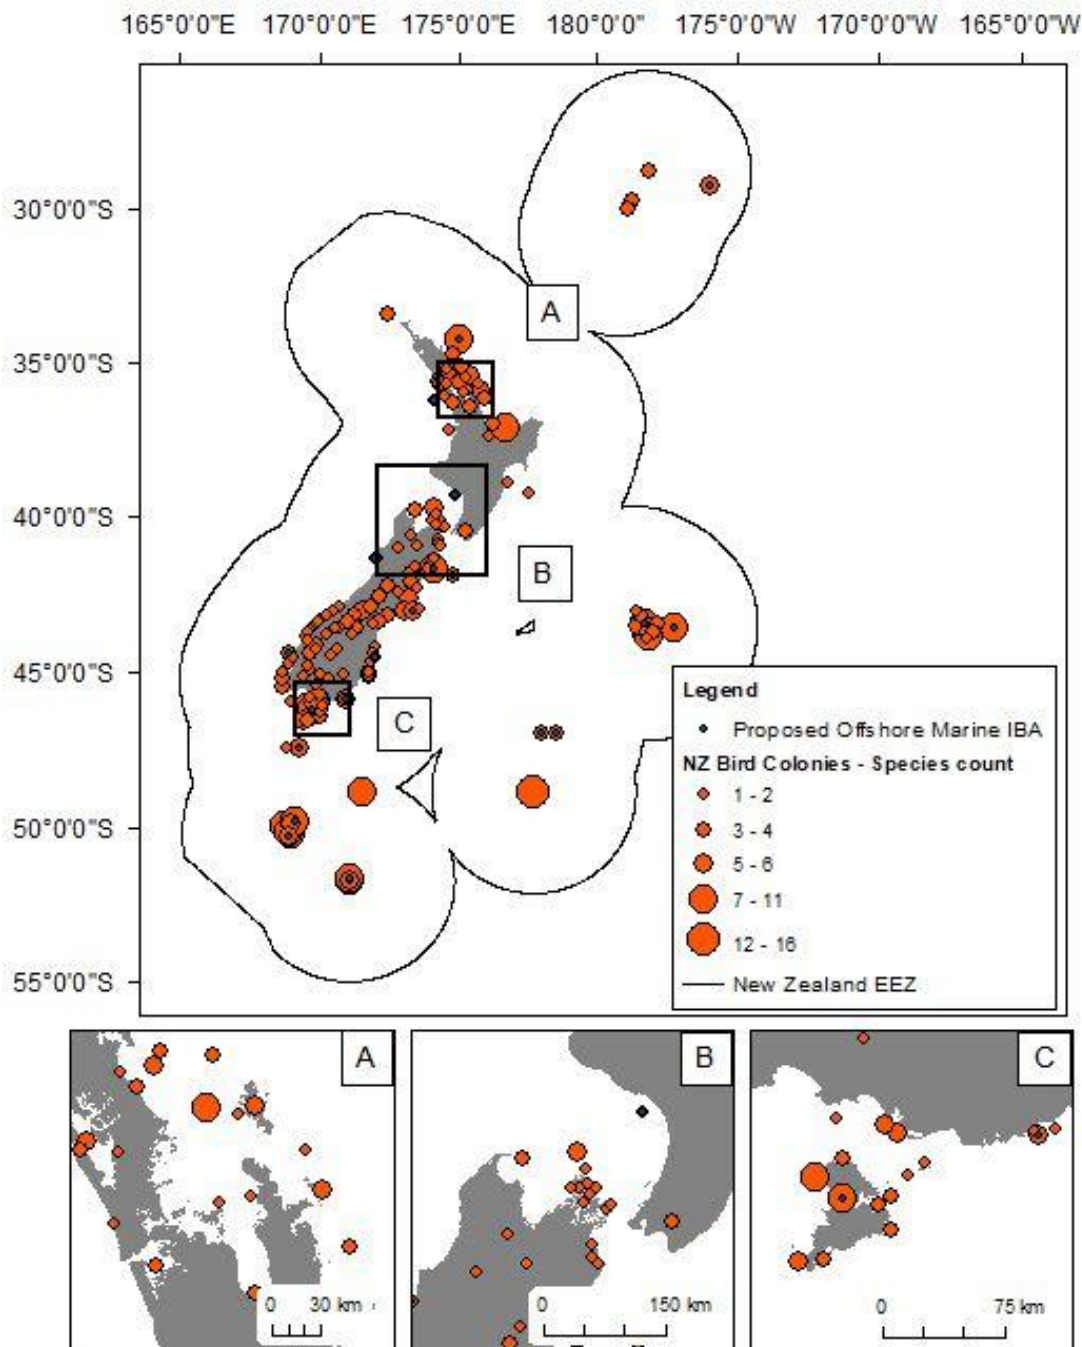 165°0'0"E 170°0'0"E 175°0'0"E 180°0'0" 175°0'0"W 170°0'0"W 165°0'0"W
30°0'0"S
A
35°0'0"S
40°0'0"S
B
45°0'0"S
C
50°0'0"S
55°0'0"S
Legend
Proposed Offshore Marine IBA
NZ Bird Colonies - Species count
1 - 2
3 - 4
5 - 6
7 - 11
12 - 16
New Zealand EEZ
A
0 30 km
B
0 150 km
C
0 75 km